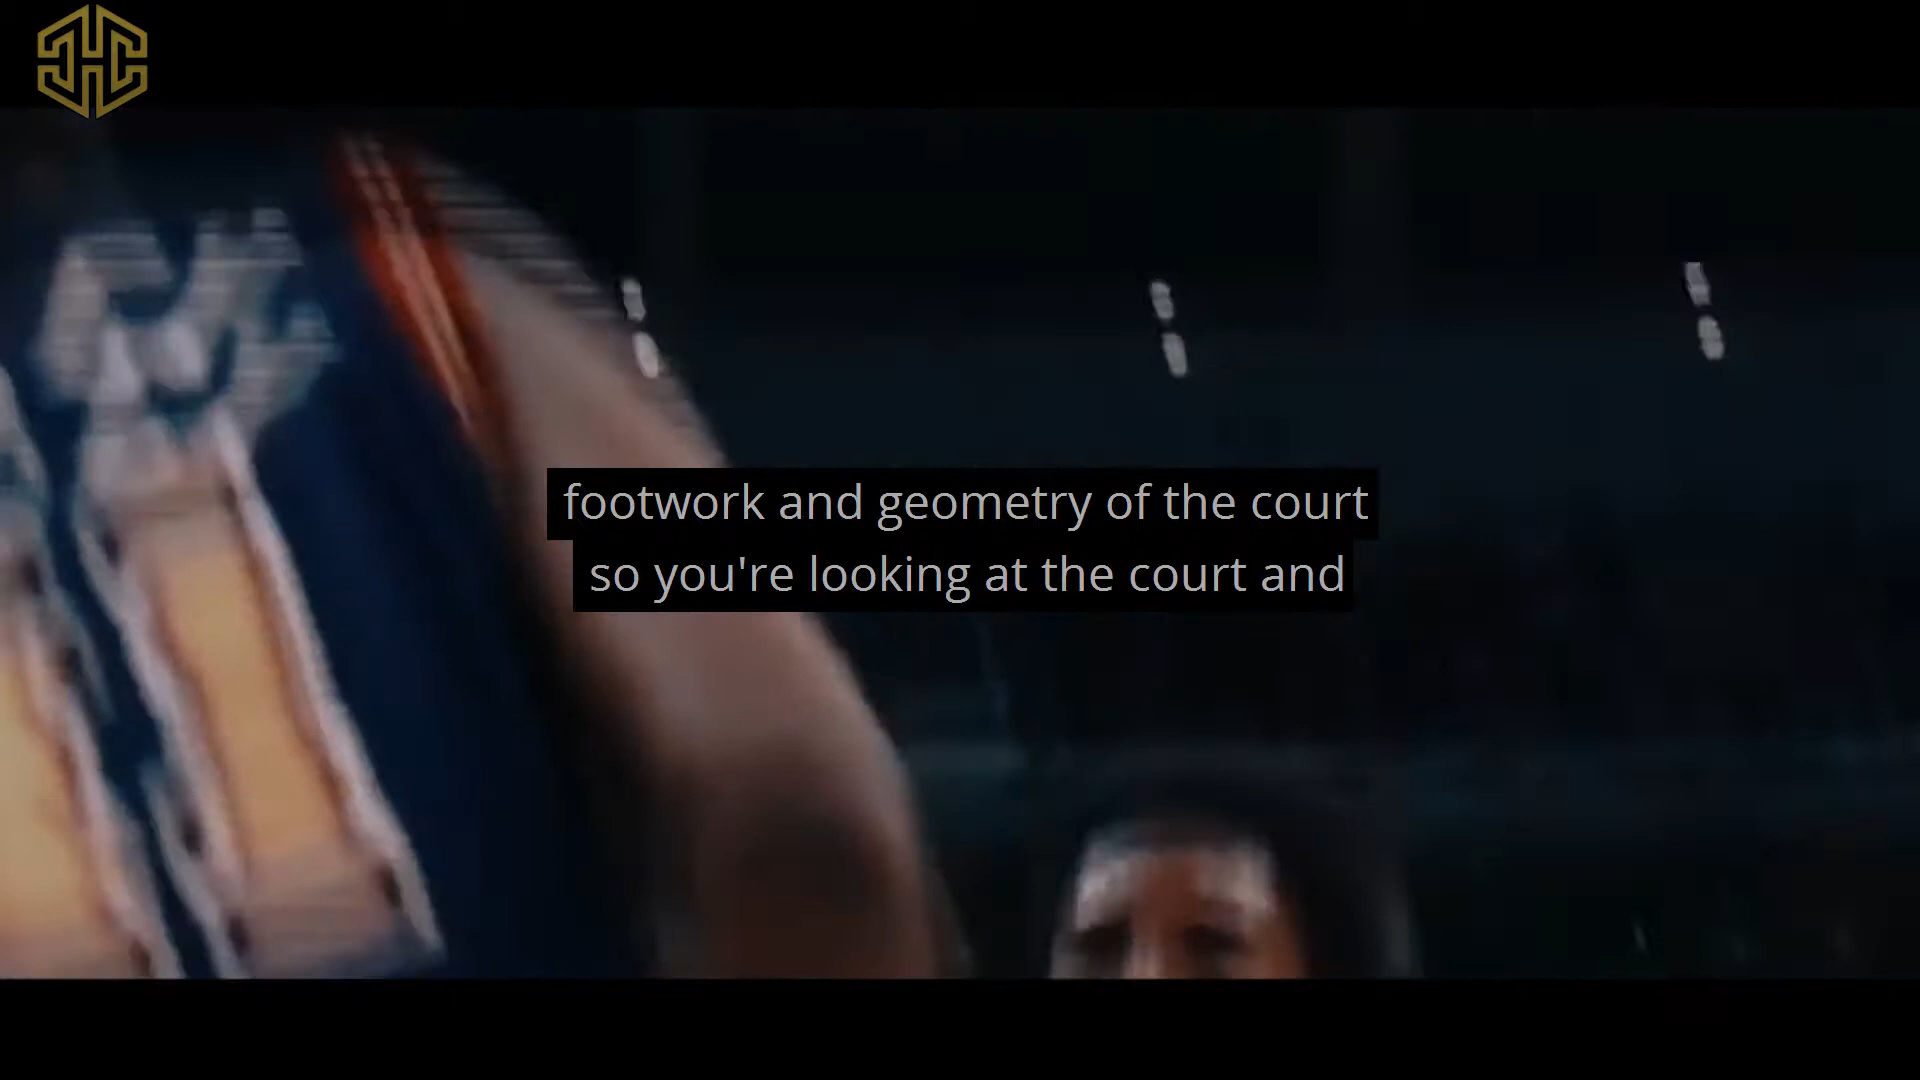 footwork and geometry of the court
so you're looking at the court and